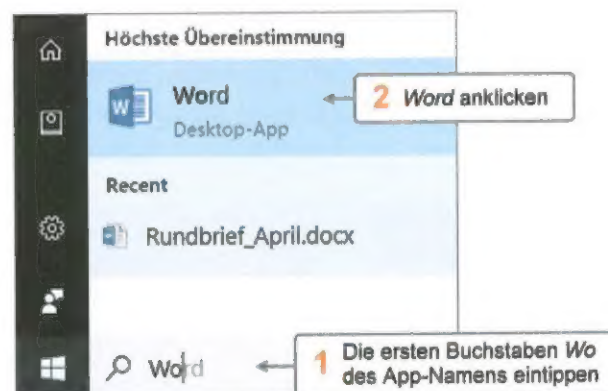 Höchste Übereinstimmung
Word
Desktop-App
2 Word anklicken
Recent
Rundbrief_April.docx
Word
1 Die ersten Buchstaben Wo
des App-Namens eintippen